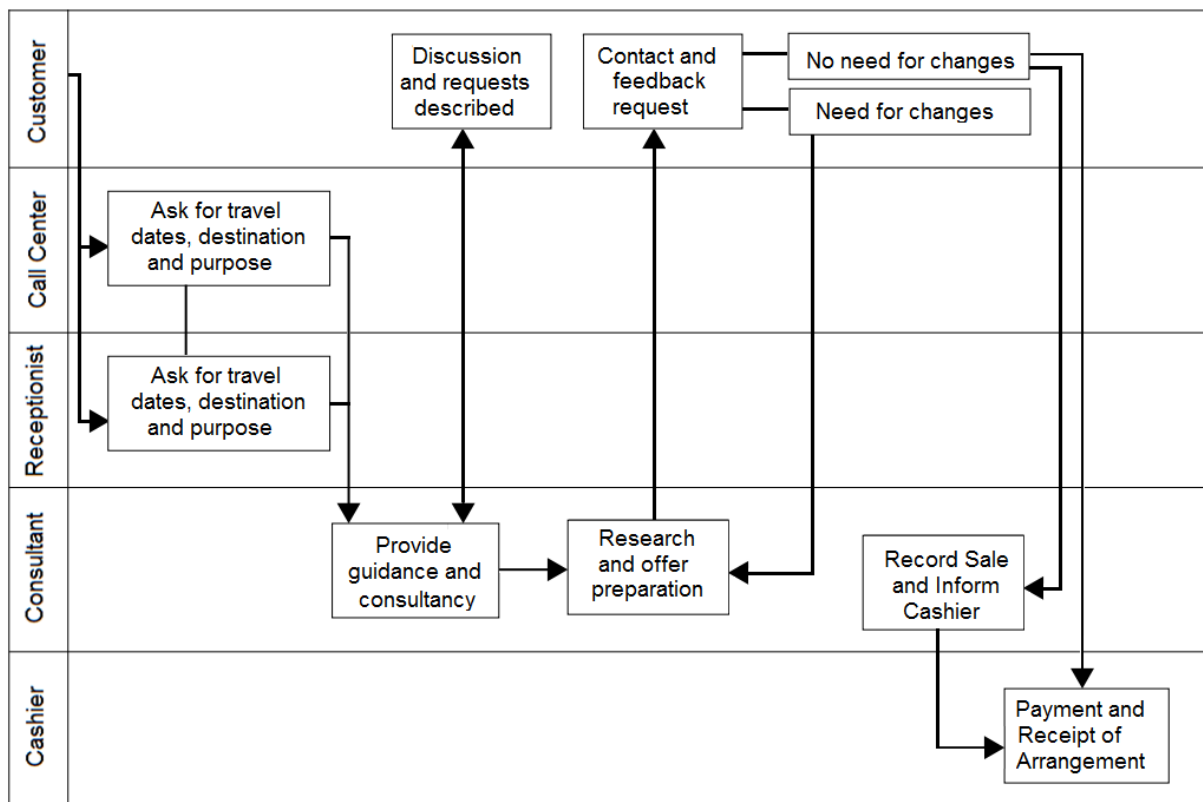 Customer
Discussion
and requests
described
Contact and
feedback
request
No need for changes
Need for changes
Call Center
Ask for travel
dates, destination
and purpose
Receptionist
Ask for travel
dates, destination
and purpose
Consultant
Provide
guidance and
consultancy
Research
and offer
preparation
Record Sale
and Inform
Cashier
Cashier
Payment and
Receipt of
Arrangement